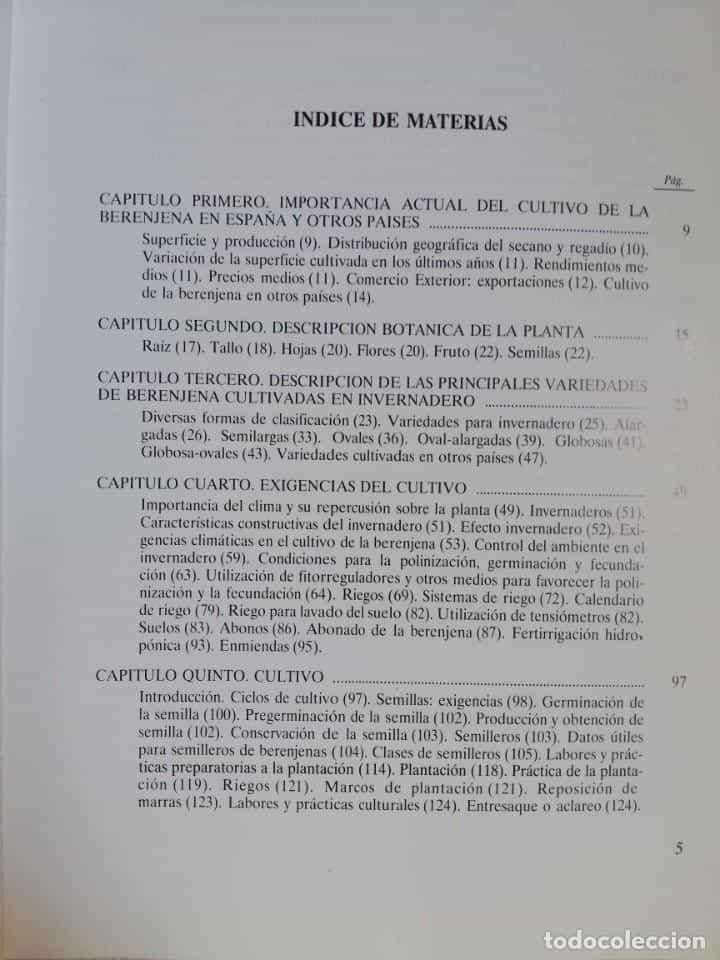 INDICE DE MATERIAS
Pág.
CAPITULO PRIMERO. IMPORTANCIA ACTUAL DEL CULTIVO DE LA
BERENJENA EN ESPAÑA Y OTROS PAISES ........................................ 9
Superficie y producción (9). Distribución geográfica del secano y regadío (10).
Variación de la superficie cultivada en los últimos años (11). Rendimientos me-
dios (11). Precios medios (11). Comercio Exterior: exportaciones (12). Cultivo
de la berenjena en otros países (14).
CAPITULO SEGUNDO. DESCRIPCION BOTANICA DE LA PLANTA .............. 15
Raíz (17). Tallo (18). Hojas (20). Flores (20). Fruto (22). Semillas (22).
CAPITULO TERCERO. DESCRIPCION DE LAS PRINCIPALES VARIEDADES
DE BERENJENA CULTIVADAS EN INVERNADERO ............................. 23
Diversas formas de clasificación (23). Variedades para invernadero (25). Alar-
gadas (26). Semilargas (33). Ovales (36). Oval-alargadas (39). Globosas (41).
Globosa-ovales (43). Variedades cultivadas en otros países (47).
CAPITULO CUARTO. EXIGENCIAS DEL CULTIVO ............................... 49
Importancia del clima y su repercusión sobre la planta (49). Invernaderos (51).
Características constructivas del invernadero (51). Efecto invernadero (52). Exi-
gencias climáticas en el cultivo de la berenjena (53). Control del ambiente en el
invernadero (59). Condiciones para la polinización, germinación y fecunda-
ción (63). Utilización de fitorreguladores y otros medios para favorecer la poli-
nización y la fecundación (64). Riegos (69). Sistemas de riego (72). Calendario
de riego (79). Riego para lavado del suelo (82). Utilización de tensiómetros (82).
Suelos (83). Abonos (86). Abonado de la berenjena (87). Fertirrigación hidro-
pónica (93). Enmiendas (95).
CAPITULO QUINTO. CULTIVO ........................................................ 97
Introducción. Ciclos de cultivo (97). Semillas: exigencias (98). Germinación de
la semilla (100). Pregerminación de la semilla (102). Producción y obtención de
semilla (102). Conservación de la semilla (103). Semilleros (103). Datos útiles
para semilleros de berenjenas (104). Clases de semilleros (105). Labores y prác-
ticas preparatorias a la plantación (114). Plantación (118). Práctica de la planta-
ción (119). Riegos (121). Marcos de plantación (121). Reposición de
marras (123). Labores y prácticas culturales (124). Entresaque o aclareo (124).
5
todocoleccion